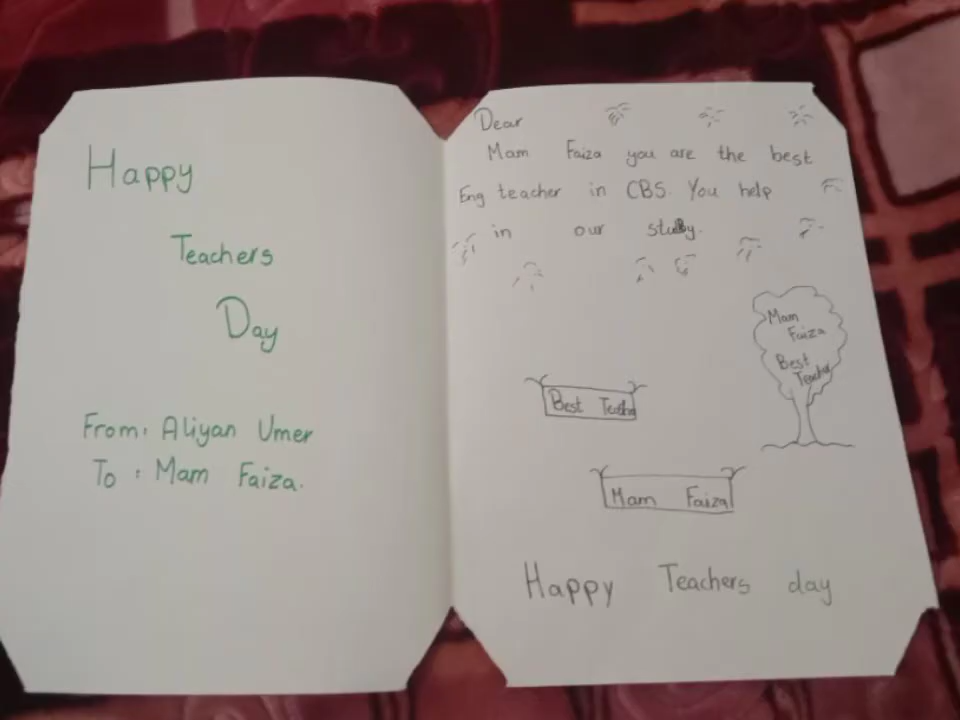 Happy
Teachers
Day
From: Aliyan Umer
To : Mam Faiza.
Dear
Mam Faiza you are the best
Eng teacher in CBS. You help
in our study.
Mam
Faiza
Best
Teacher
Best
Mam Faiza
Happy Teachers day